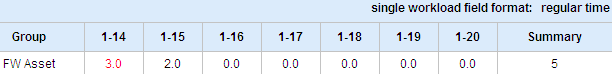 single workload field format: regular time
Group 1-14 1-15 1-16 1-17 1-18 1-19 1-20 Summary
FW Asset 3.0 2.0 0.0 0.0 0.0 0.0 0.0 5